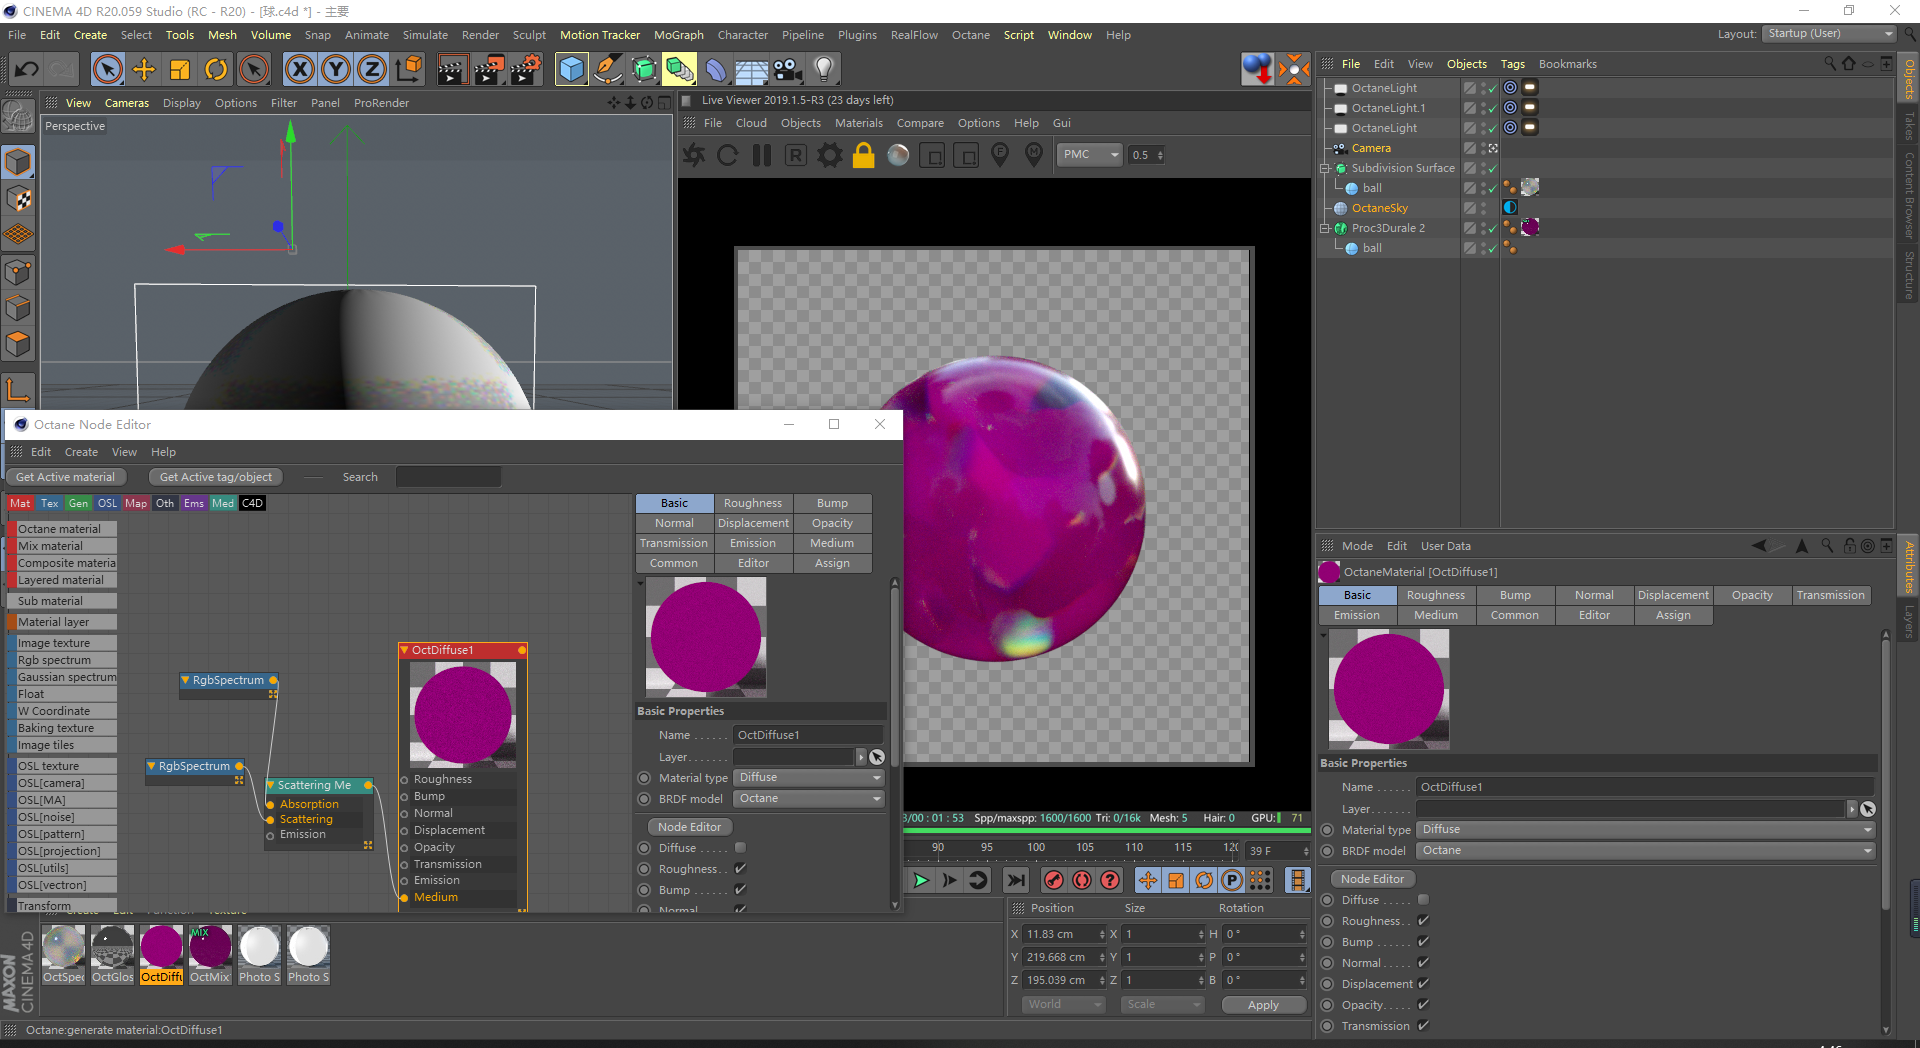 CINEMA 4D R20.059 Studio (RC - R20) - [球.c4d *] - 主要
File Edit Create Select Tools Mesh Volume Snap Animate Simulate Render Sculpt Motion Tracker MoGraph Character Pipeline Plugins RealFlow Octane Script Window Help
Layout: Startup (User)
View Cameras Display Options Filter Panel ProRender
Perspective
Live Viewer 2019.1.5-R3 (23 days left)
File Cloud Objects Materials Compare Options Help Gui
PMC 0.5
File Edit View Objects Tags Bookmarks
OctaneLight
OctaneLight.1
OctaneLight
Camera
Subdivision Surface
ball
OctaneSky
Proc3Durale 2
ball
Objects
Takes
Content Browser
Structure
Octane Node Editor
Edit Create View Help
Get Active material Get Active tag/object Search
Mat Tex Gen OSL Map Oth Ems Med C4D
Octane material
Mix material
Composite materia
Layered material
Sub material
Material layer
Image texture
Rgb spectrum
Gaussian spectrum
Float
W Coordinate
Baking texture
Image tiles
OSL texture
OSL[camera]
OSL[MA]
OSL[noise]
OSL[pattern]
OSL[projection]
OSL[utils]
OSL[vectron]
Transform
RgbSpectrum
RgbSpectrum
Scattering Me
Absorption
Scattering
Emission
OctDiffuse1
Roughness
Bump
Normal
Displacement
Opacity
Transmission
Emission
Medium
Basic Roughness Bump
Normal Displacement Opacity
Transmission Emission Medium
Common Editor Assign
Basic Properties
Name . . . . . . OctDiffuse1
Layer. . . . . . .
Material type Diffuse
BRDF model Octane
Node Editor
Diffuse . . . . .
Roughness. .
Bump . . . . . .
Normal
3/00 : 01 : 53 Spp/maxspp: 1600/1600 Tri: 0/16k Mesh: 5 Hair: 0 GPU: 71
90 95 100 105 110 115 120 39 F
Create Edit Function Texture
OctSpec OctGlos OctDiffu OctMix Photo S Photo S
MIX
MAXON
CINEMA 4D
Position Size Rotation
X 11.83 cm X 1 H 0 °
Y 219.668 cm Y 1 P 0 °
Z 195.039 cm Z 1 B 0 °
World Scale Apply
Octane:generate material:OctDiffuse1
Mode Edit User Data
OctaneMaterial [OctDiffuse1]
Basic Roughness Bump Normal Displacement Opacity Transmission
Emission Medium Common Editor Assign
Basic Properties
Name . . . . . . OctDiffuse1
Layer. . . . . . .
Material type Diffuse
BRDF model Octane
Node Editor
Diffuse . . . . .
Roughness. .
Bump . . . . . .
Normal . . . . .
Displacement
Opacity. . . . .
Transmission
Attributes
Layers